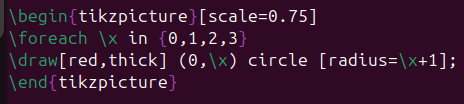 \begin{tikzpicture}[scale=0.75]
\foreach \x in {0,1,2,3}
\draw[red,thick] (0,\x) circle [radius=\x+1];
\end{tikzpicture}